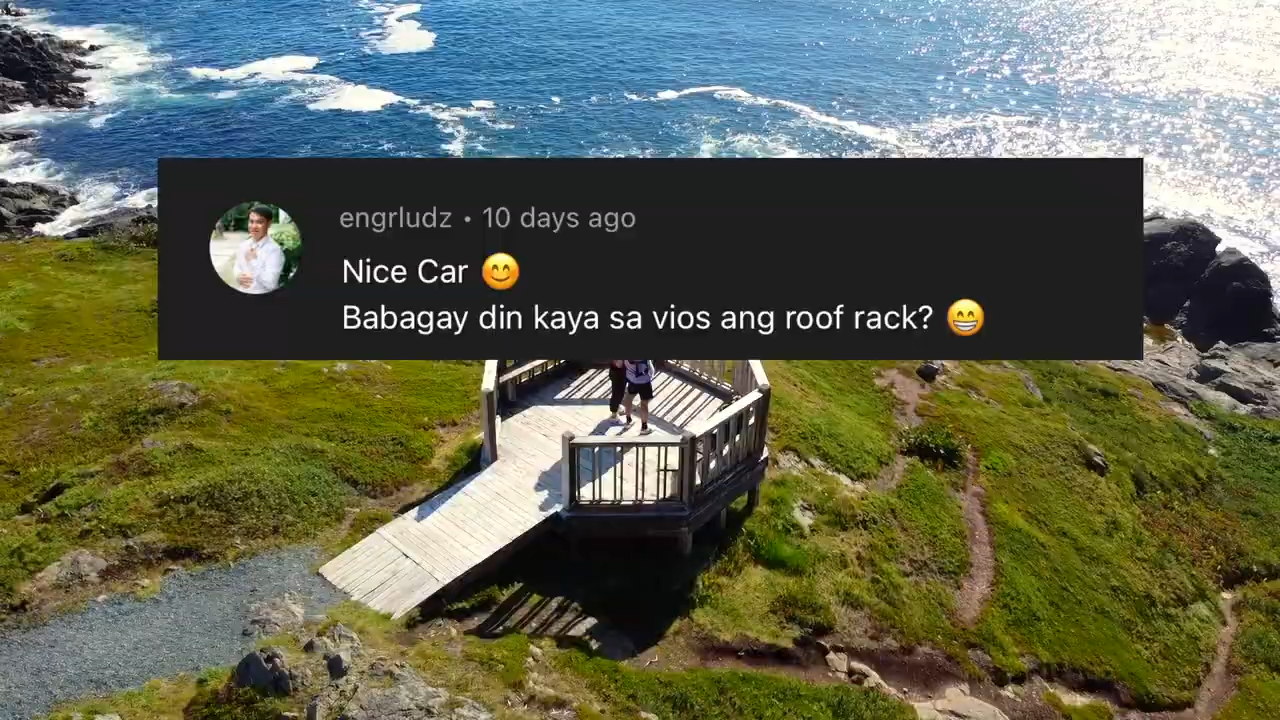 engrludz • 10 days ago
Nice Car 😊
Babagay din kaya sa vios ang roof rack? 😁